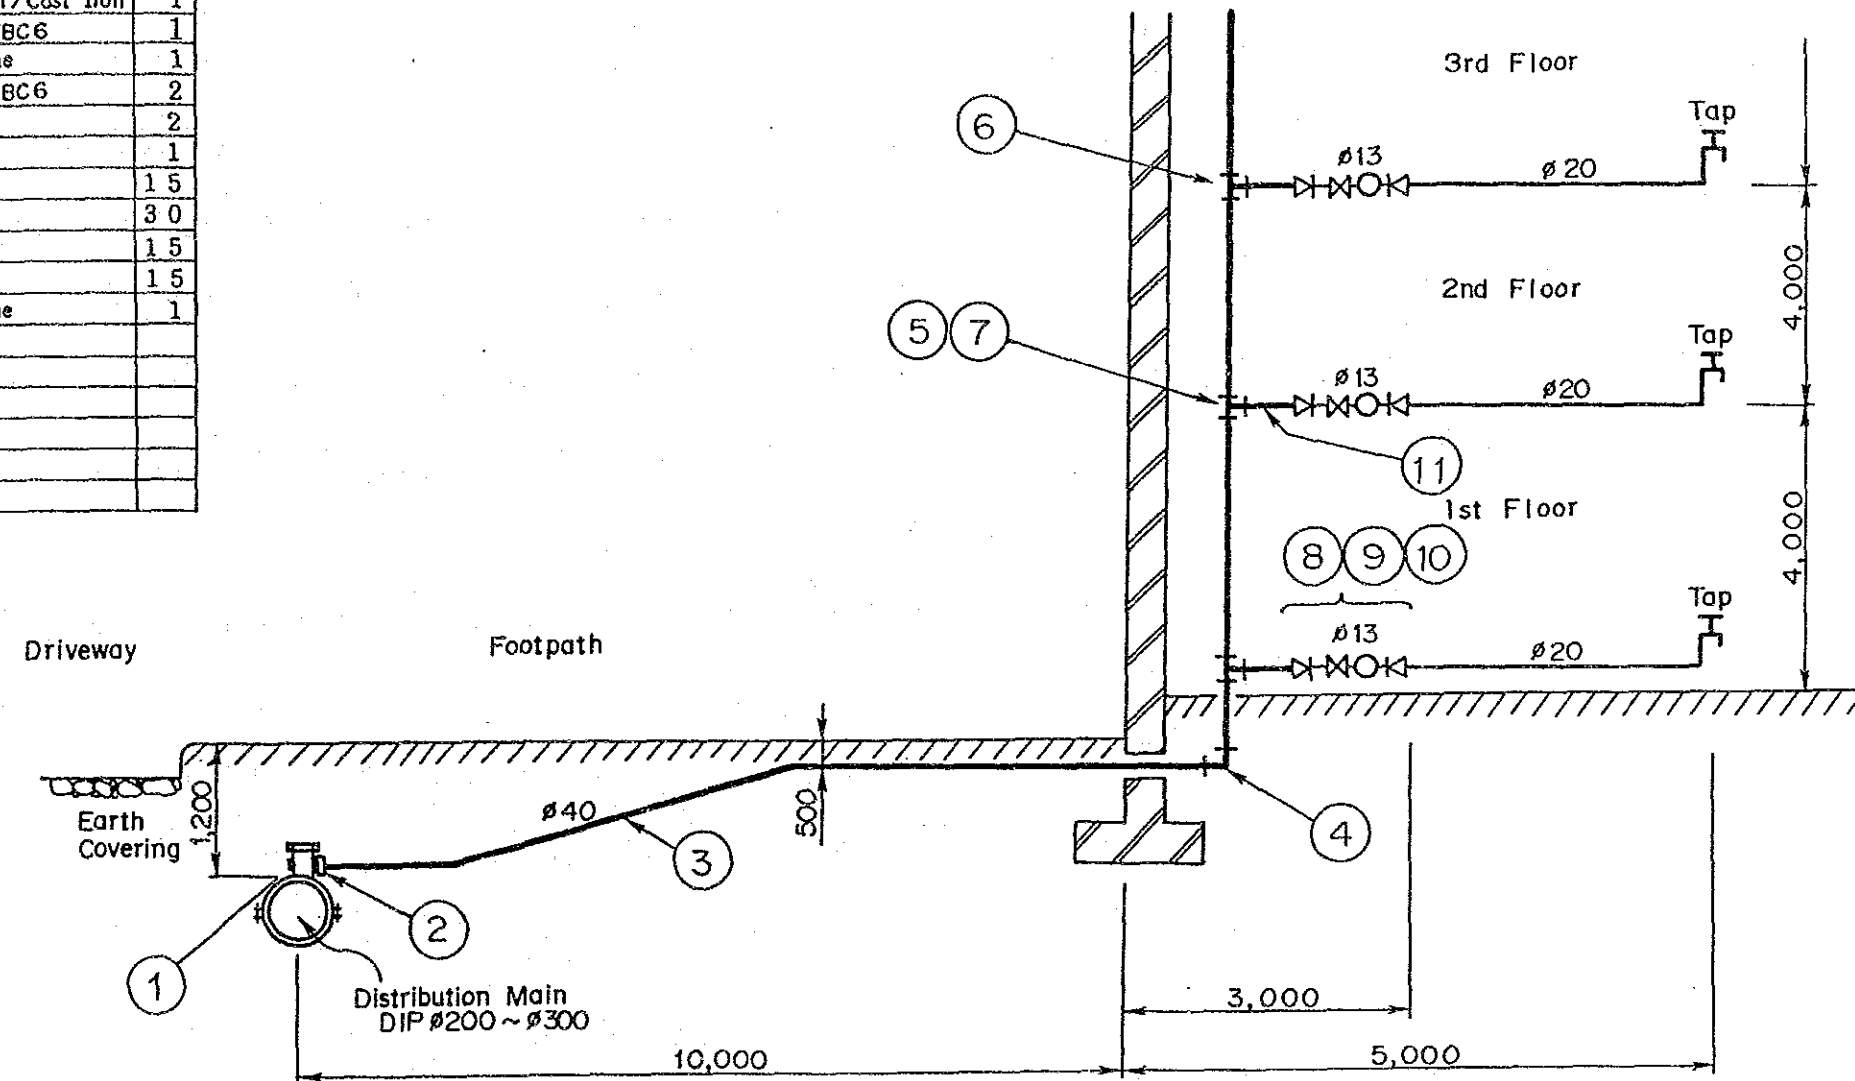 Cast Iron 1
BC6 1
1
BC6 2
2
1
15
30
15
15
1
3rd Floor
Tap
6
ø13
ø20
2nd Floor
4,000
5 7
Tap
ø13
ø20
11
1st Floor
8 9 10
4,000
Tap
ø13
ø20
Driveway
Footpath
Earth
Covering
1,200
ø40
500
3
4
2
1
Distribution Main
DIP ø200 ~ ø300
3,000
10,000
5,000